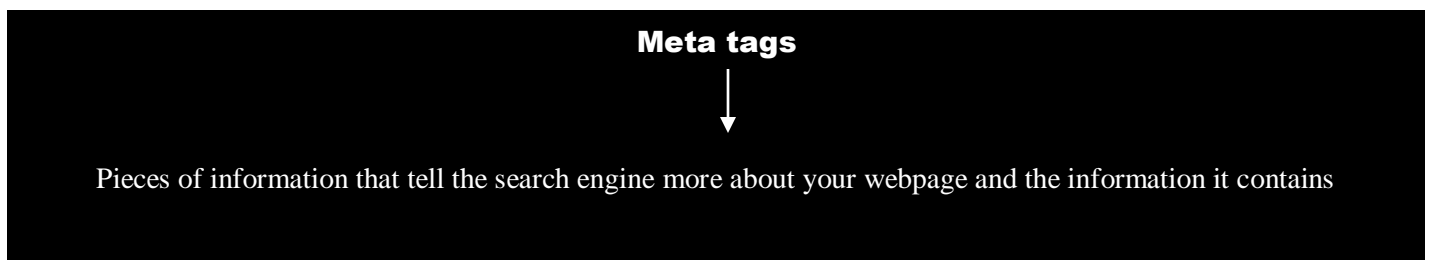 Meta tags
Pieces of information that tell the search engine more about your webpage and the information it contains